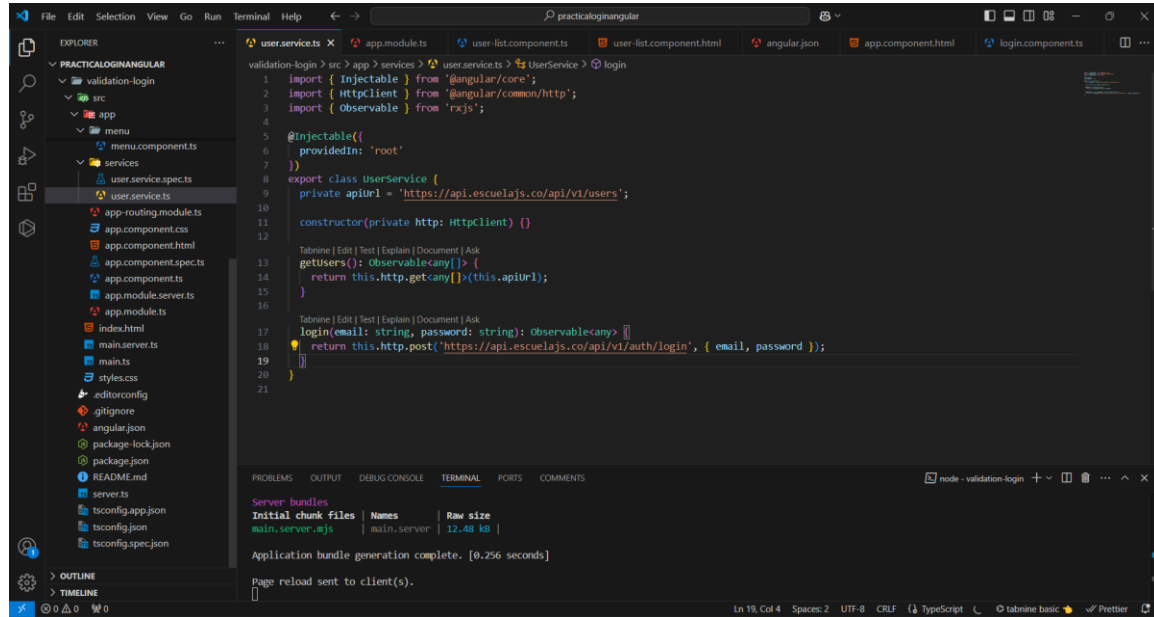 File Edit Selection View Go Run Terminal Help
practicaloginangular
EXPLORER
PRACTICALOGINANGULAR
validation-login
src
app
menu
menu.component.ts
services
user.service.spec.ts
user.service.ts
app-routing.module.ts
app.component.css
app.component.html
app.component.spec.ts
app.component.ts
app.module.server.ts
app.module.ts
index.html
main.server.ts
main.ts
styles.css
.editorconfig
.gitignore
angular.json
package-lock.json
package.json
README.md
server.ts
tsconfig.app.json
tsconfig.json
tsconfig.spec.json
OUTLINE
TIMELINE
user.service.ts app.module.ts user-list.component.ts user-list.component.html angular.json app.component.html login.component.ts
validation-login > src > app > services > user.service.ts > UserService > login
1 import { Injectable } from '@angular/core';
2 import { HttpClient } from '@angular/common/http';
3 import { Observable } from 'rxjs';
4
5 @Injectable({
6 providedIn: 'root'
7 })
8 export class UserService {
9 private apiUrl = 'https://api.escuelajs.co/api/v1/users';
10
11 constructor(private http: HttpClient) {}
12
Tabnine | Edit | Test | Explain | Document | Ask
13 getUsers(): Observable<any[]> {
14 return this.http.get<any[]>(this.apiUrl);
15 }
16
Tabnine | Edit | Test | Explain | Document | Ask
17 login(email: string, password: string): Observable<any> {
18 return this.http.post('https://api.escuelajs.co/api/v1/auth/login', { email, password });
19 }
20 }
21
PROBLEMS OUTPUT DEBUG CONSOLE TERMINAL PORTS COMMENTS
node - validation-login
Server bundles
Initial chunk files | Names | Raw size
main.server.mjs | main.server | 12.48 kB |
Application bundle generation complete. [0.256 seconds]
Page reload sent to client(s).
1
0 0 0 Ln 19, Col 4 Spaces: 2 UTF-8 CRLF TypeScript tabnine basic Prettier